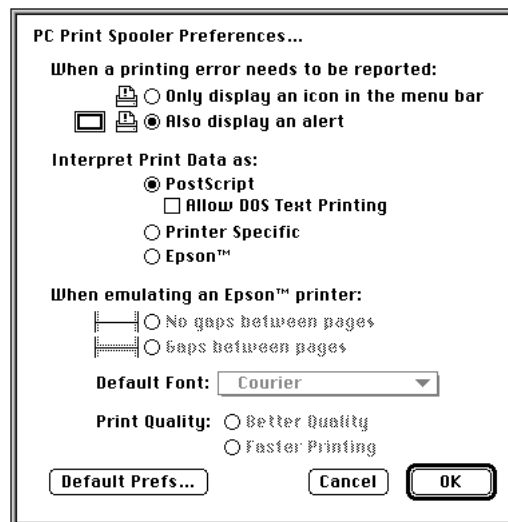 PC Print Spooler Preferences...
When a printing error needs to be reported:
Only display an icon in the menu bar
Also display an alert
Interpret Print Data as:
PostScript
Allow DOS Text Printing
Printer Specific
Epson™
When emulating an Epson™ printer:
No gaps between pages
Gaps between pages
Default Font: Courier
Print Quality: Better Quality
Faster Printing
Default Prefs... Cancel OK